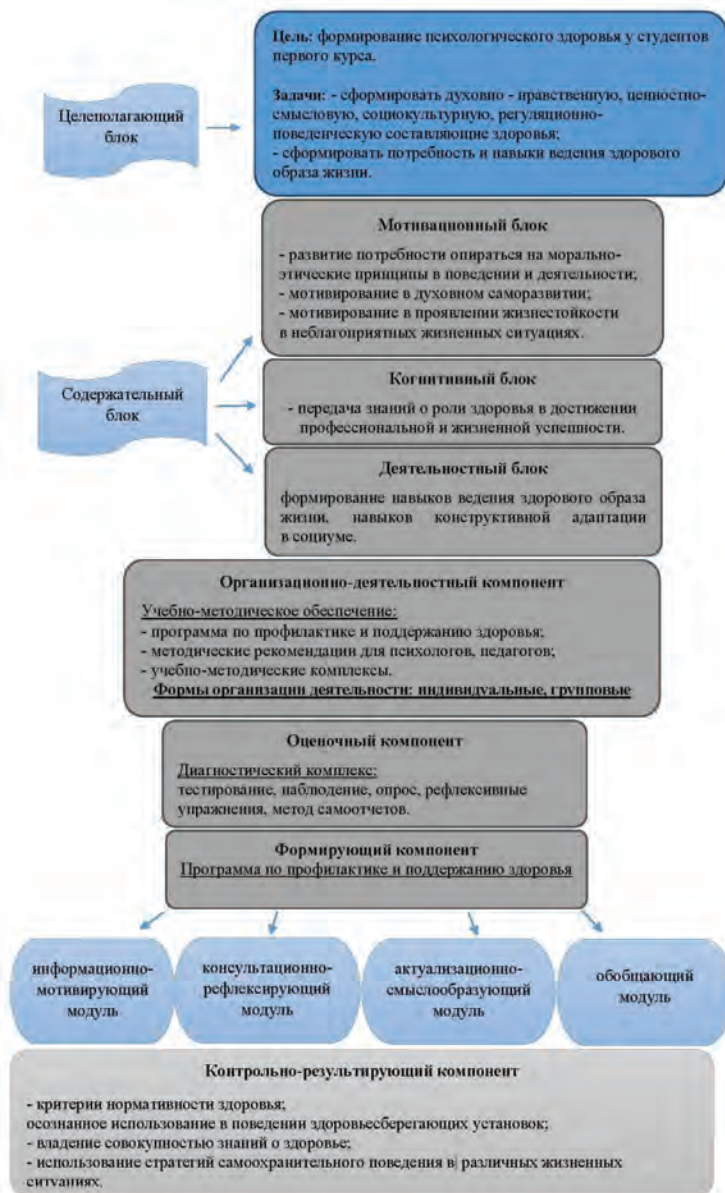 Целеполагающий
блок
Цель: формирование психологического здоровья у студентов
первого курса.
Задачи: - сформировать духовно - нравственную, ценностно-
смысловую, социокультурную, регуляционно-
поведенческую составляющие здоровья;
- сформировать потребность и навыки ведения здорового
образа жизни.
Содержательный
блок
Мотивационный блок
- развитие потребности опираться на морально-
этические принципы в поведении и деятельности;
- мотивирование в духовном саморазвитии;
- мотивирование в проявлении жизнестойкости
в неблагоприятных жизненных ситуациях.
Когнитивный блок
- передача знаний о роли здоровья в достижении
профессиональной и жизненной успешности.
Деятельностный блок
формирование навыков ведения здорового образа
жизни, навыков конструктивной адаптации
в социуме.
Организационно-деятельностный компонент
Учебно-методическое обеспечение:
- программа по профилактике и поддержанию здоровья;
- методические рекомендации для психологов, педагогов;
- учебно-методические комплексы.
Формы организации деятельности: индивидуальные, групповые
Оценочный компонент
Диагностический комплекс:
тестирование, наблюдение, опрос, рефлексивные
упражнения, метод самоотчетов.
Формирующий компонент
Программа по профилактике и поддержанию здоровья
информационно-
мотивирующий
модуль
консультационно-
рефлексирующий
модуль
актуализационно-
смыслообразующий
модуль
обобщающий
модуль
Контрольно-результирующий компонент
- критерии нормативности здоровья;
осознанное использование в поведении здоровьесберегающих установок;
- владение совокупностью знаний о здоровье;
- использование стратегий самоохранительного поведения в различных жизненных
ситуациях.